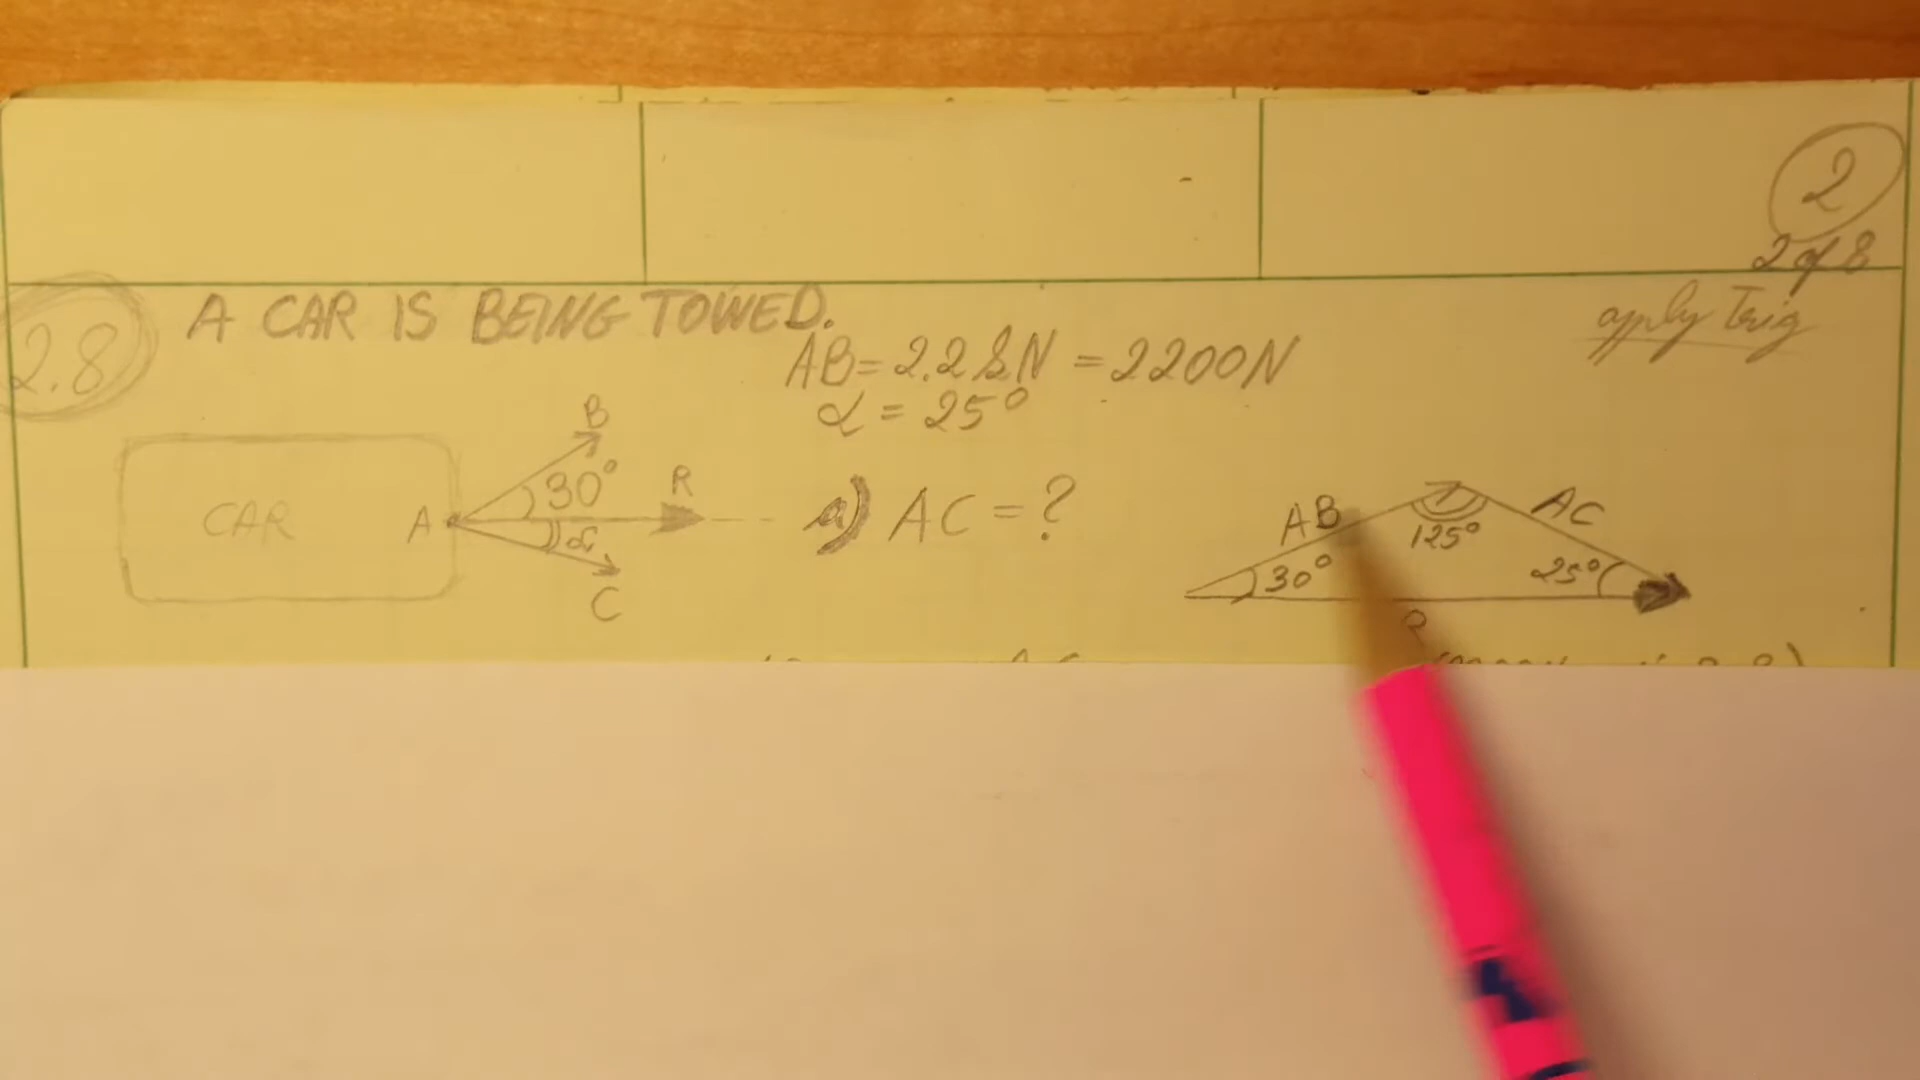 2
2 of 8
2.8
A CAR IS BEING TOWED.
apply Trig
AB = 2.2 kN = 2200N
α = 25°
B
30°
R
CAR
A
α
C
a) AC = ?
AB
AC
125°
30°
25°
R